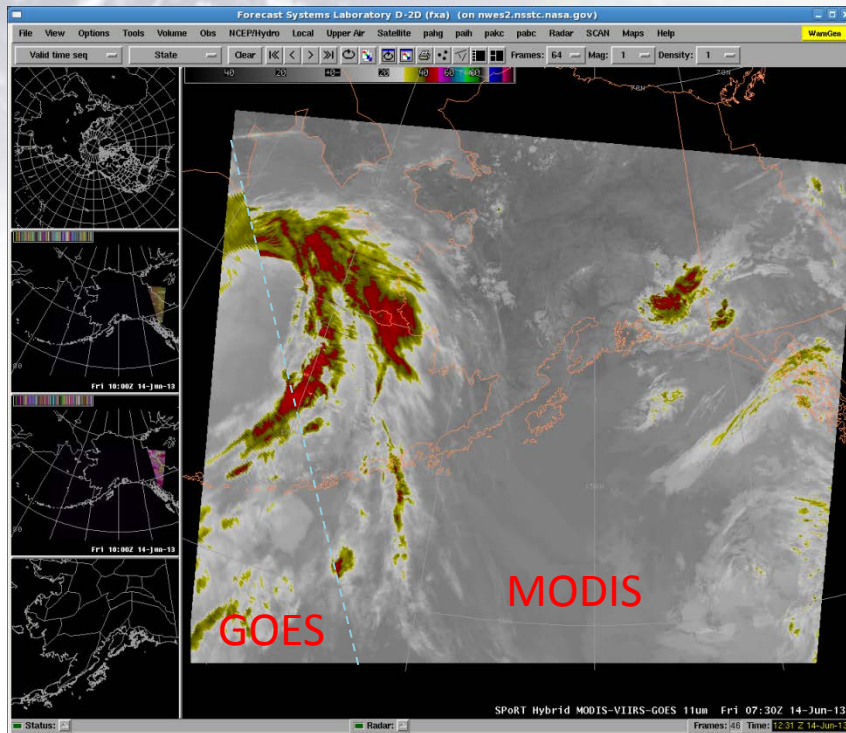 Forecast Systems Laboratory D-2D (fxa) (on nwes2.nsstc.nasa.gov)
File View Options Tools Volume Obs NCEP/Hydro Local Upper Air Satellite pahg paih pakc pabc Radar SCAN Maps Help WarnGen
Valid time seq State Clear Frames: 64 Mag: 1 Density: 1
40 20 40 20 40 60
Fri 10:00Z 14-Jun-13
Fri 10:00Z 14-Jun-13
GOES
MODIS
SPoRT Hybrid MODIS-VIIRS-GOES 11um Fri 07:30Z 14-Jun-13
Status: Radar: Frames: 46 Time: 12:31 Z 14-Jun-13